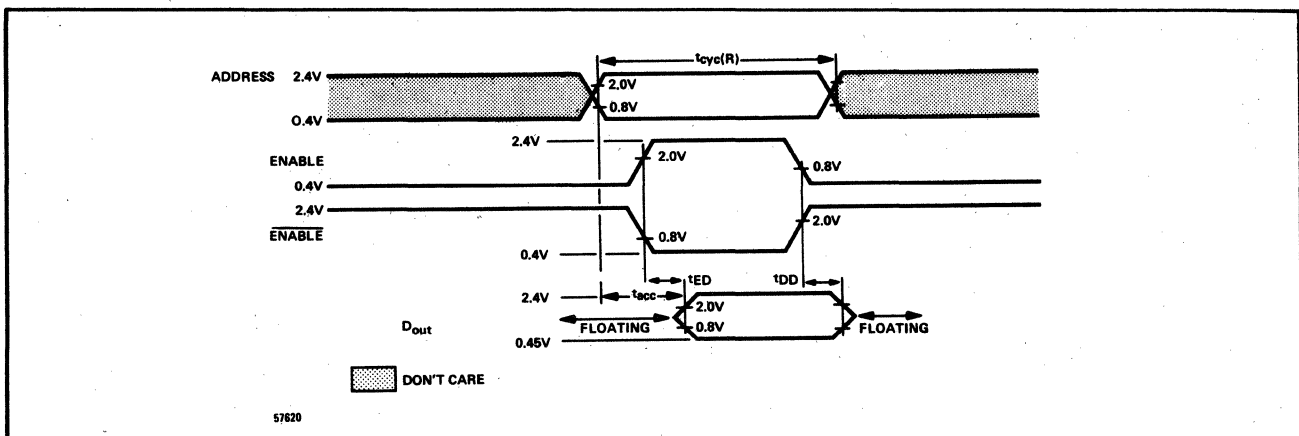 tcyc(R)
ADDRESS 2.4V
2.0V
0.8V
0.4V
2.4V
ENABLE
2.0V
0.8V
0.4V
2.4V
2.0V
ENABLE
0.8V
0.4V
tED
tDD
tacc
2.4V
2.0V
Dout
FLOATING
0.8V
FLOATING
0.45V
DON'T CARE
57620